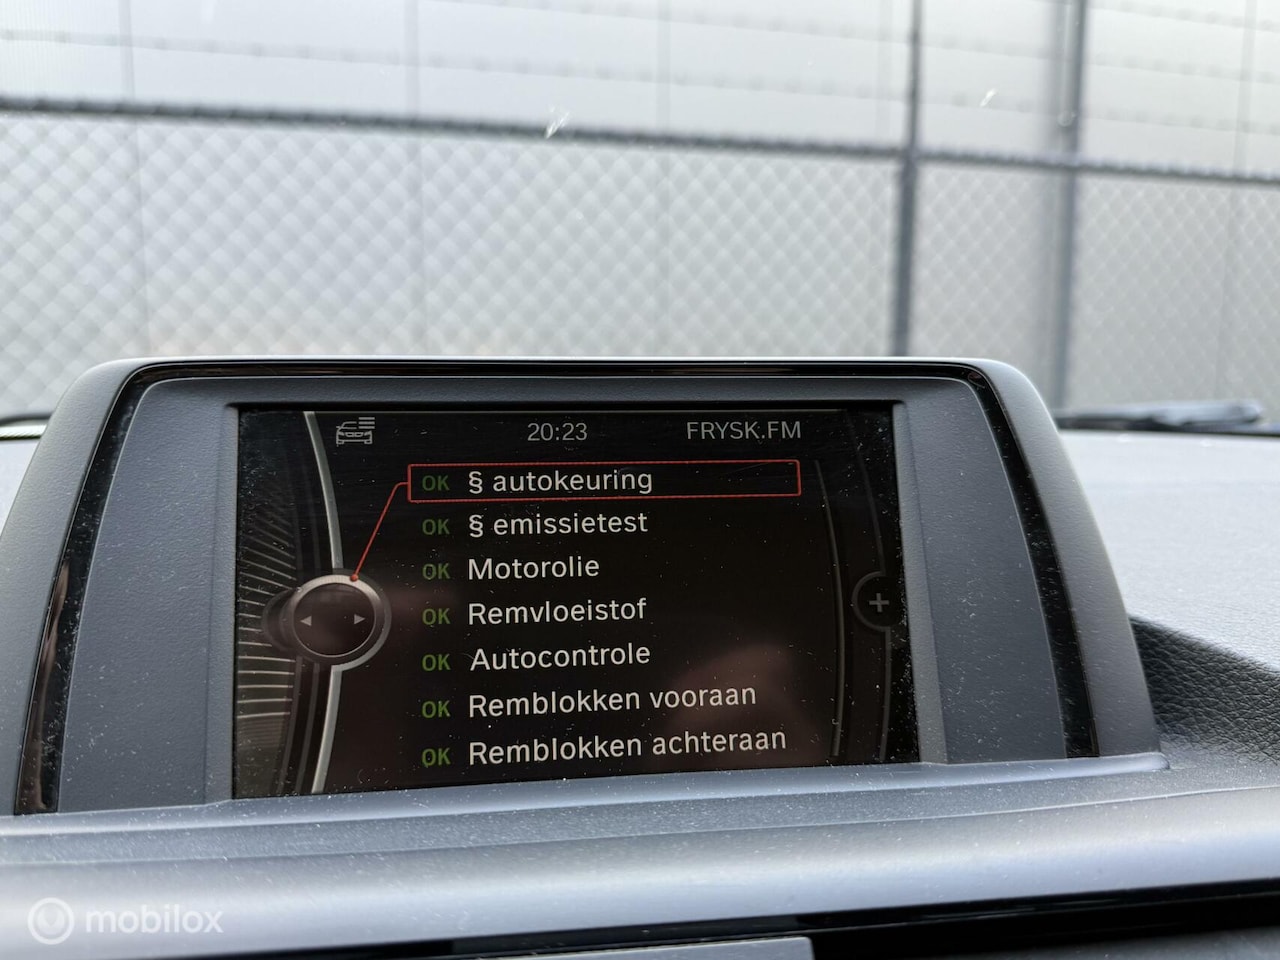 20:23 FRYSK.FM
OK § autokeuring
OK § emissietest
OK Motorolie
OK Remvloeistof
OK Autocontrole
OK Remblokken vooraan
OK Remblokken achteraan
mobilox